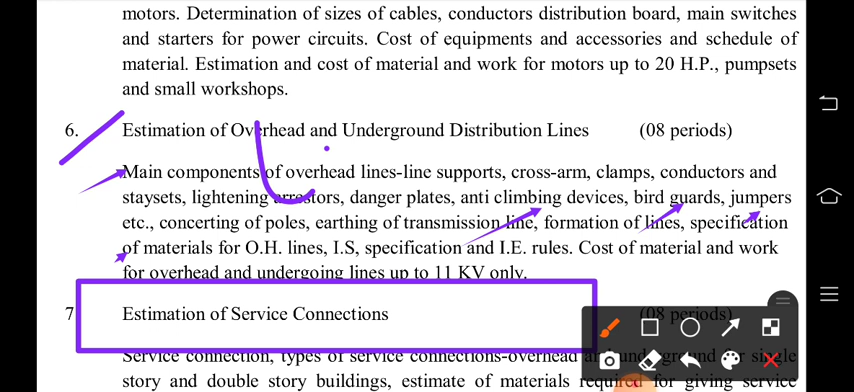 motors. Determination of sizes of cables, conductors distribution board, main switches
and starters for power circuits. Cost of equipments and accessories and schedule of
material. Estimation and cost of material and work for motors up to 20 H.P., pumpsets
and small workshops.
6. Estimation of Overhead and Underground Distribution Lines (08 periods)
Main components of overhead lines-line supports, cross-arm, clamps, conductors and
staysets, lightening arrestors, danger plates, anti climbing devices, bird guards, jumpers
etc., concerting of poles, earthing of transmission line, formation of lines, specification
of materials for O.H. lines, I.S, specification and I.E. rules. Cost of material and work
for overhead and undergoing lines up to 11 KV only.
7 Estimation of Service Connections (08 periods)
Service connection, types of service connections-overhead and underground for single
story and double story buildings, estimate of materials required for giving service